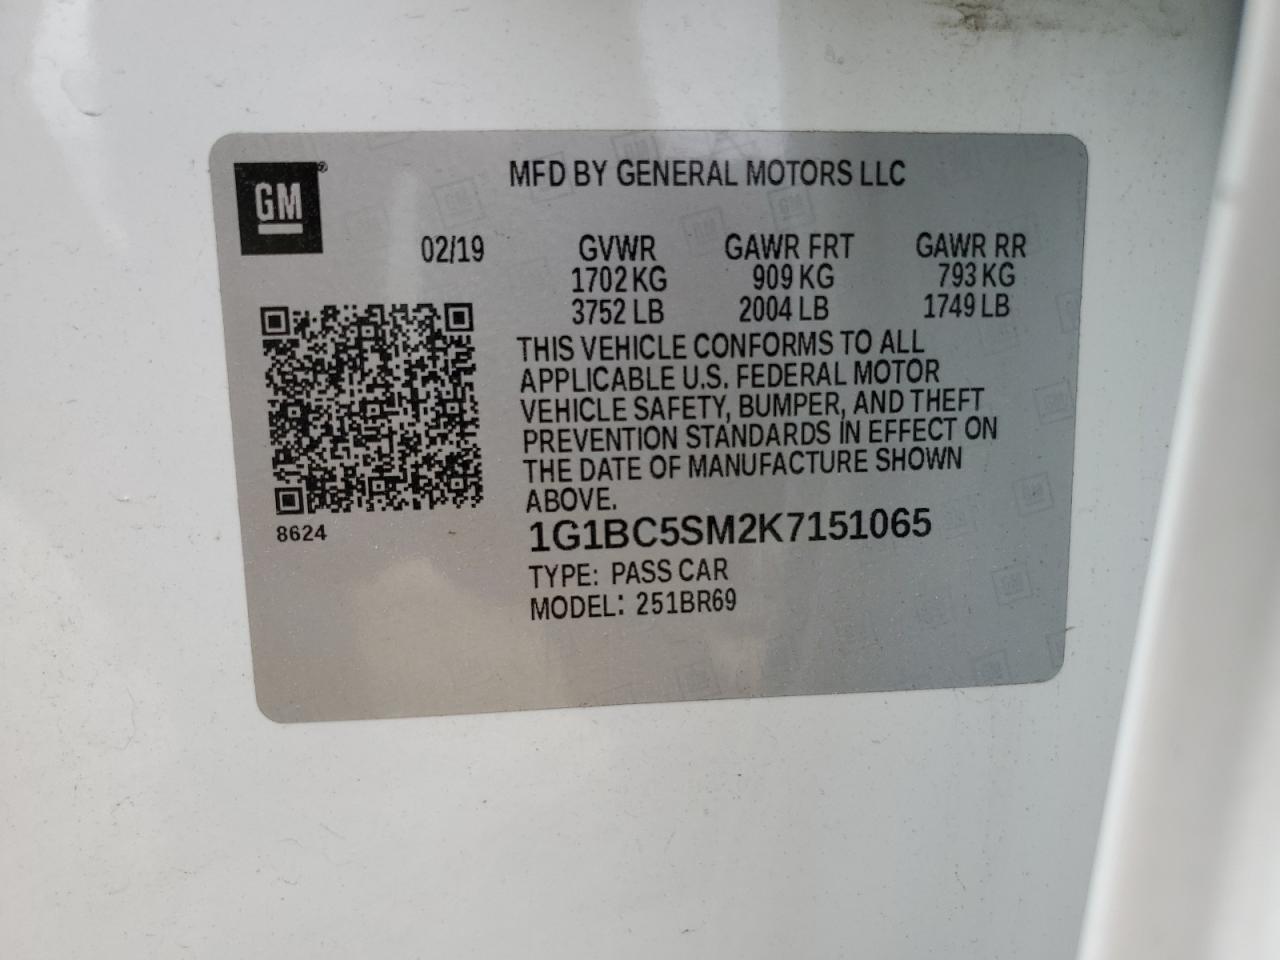 GM
MFD BY GENERAL MOTORS LLC
02/19 GVWR GAWR FRT GAWR RR
1702 KG 909 KG 793 KG
3752 LB 2004 LB 1749 LB
THIS VEHICLE CONFORMS TO ALL
APPLICABLE U.S. FEDERAL MOTOR
VEHICLE SAFETY, BUMPER, AND THEFT
PREVENTION STANDARDS IN EFFECT ON
THE DATE OF MANUFACTURE SHOWN
ABOVE.
8624
1G1BC5SM2K7151065
TYPE: PASS CAR
MODEL: 251BR69